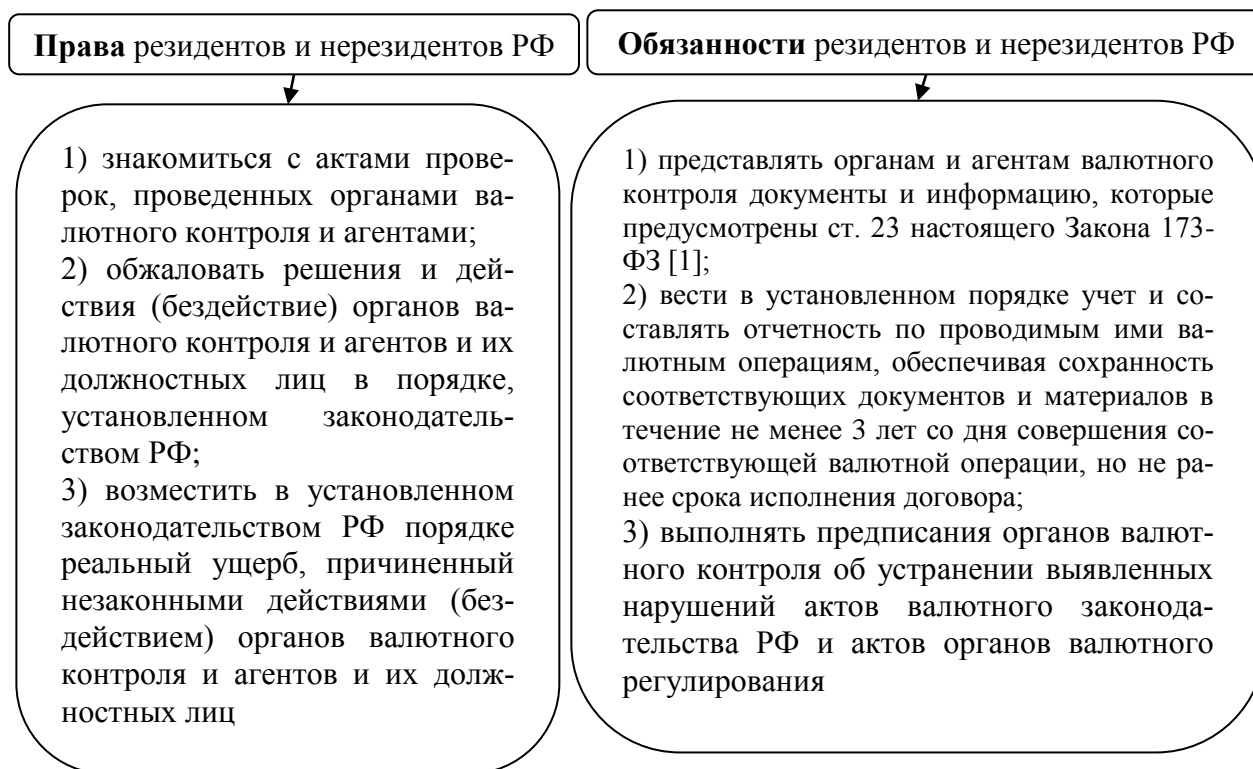 Права резидентов и нерезидентов РФ
1) знакомиться с актами прове-
рок, проведенных органами ва-
лютного контроля и агентами;
2) обжаловать решения и дей-
ствия (бездействие) органов ва-
лютного контроля и агентов и их
должностных лиц в порядке,
установленном законодатель-
ством РФ;
3) возместить в установленном
законодательством РФ порядке
реальный ущерб, причиненный
незаконными действиями (без-
действием) органов валютного
контроля и агентов и их долж-
ностных лиц
Обязанности резидентов и нерезидентов РФ
1) представлять органам и агентам валютного
контроля документы и информацию, которые
предусмотрены ст. 23 настоящего Закона 173-
ФЗ [1];
2) вести в установленном порядке учет и со-
ставлять отчетность по проводимым ими ва-
лютным операциям, обеспечивая сохранность
соответствующих документов и материалов в
течение не менее 3 лет со дня совершения со-
ответствующей валютной операции, но не ра-
нее срока исполнения договора;
3) выполнять предписания органов валют-
ного контроля об устранении выявленных
нарушений актов валютного законода-
тельства РФ и актов органов валютного
регулирования